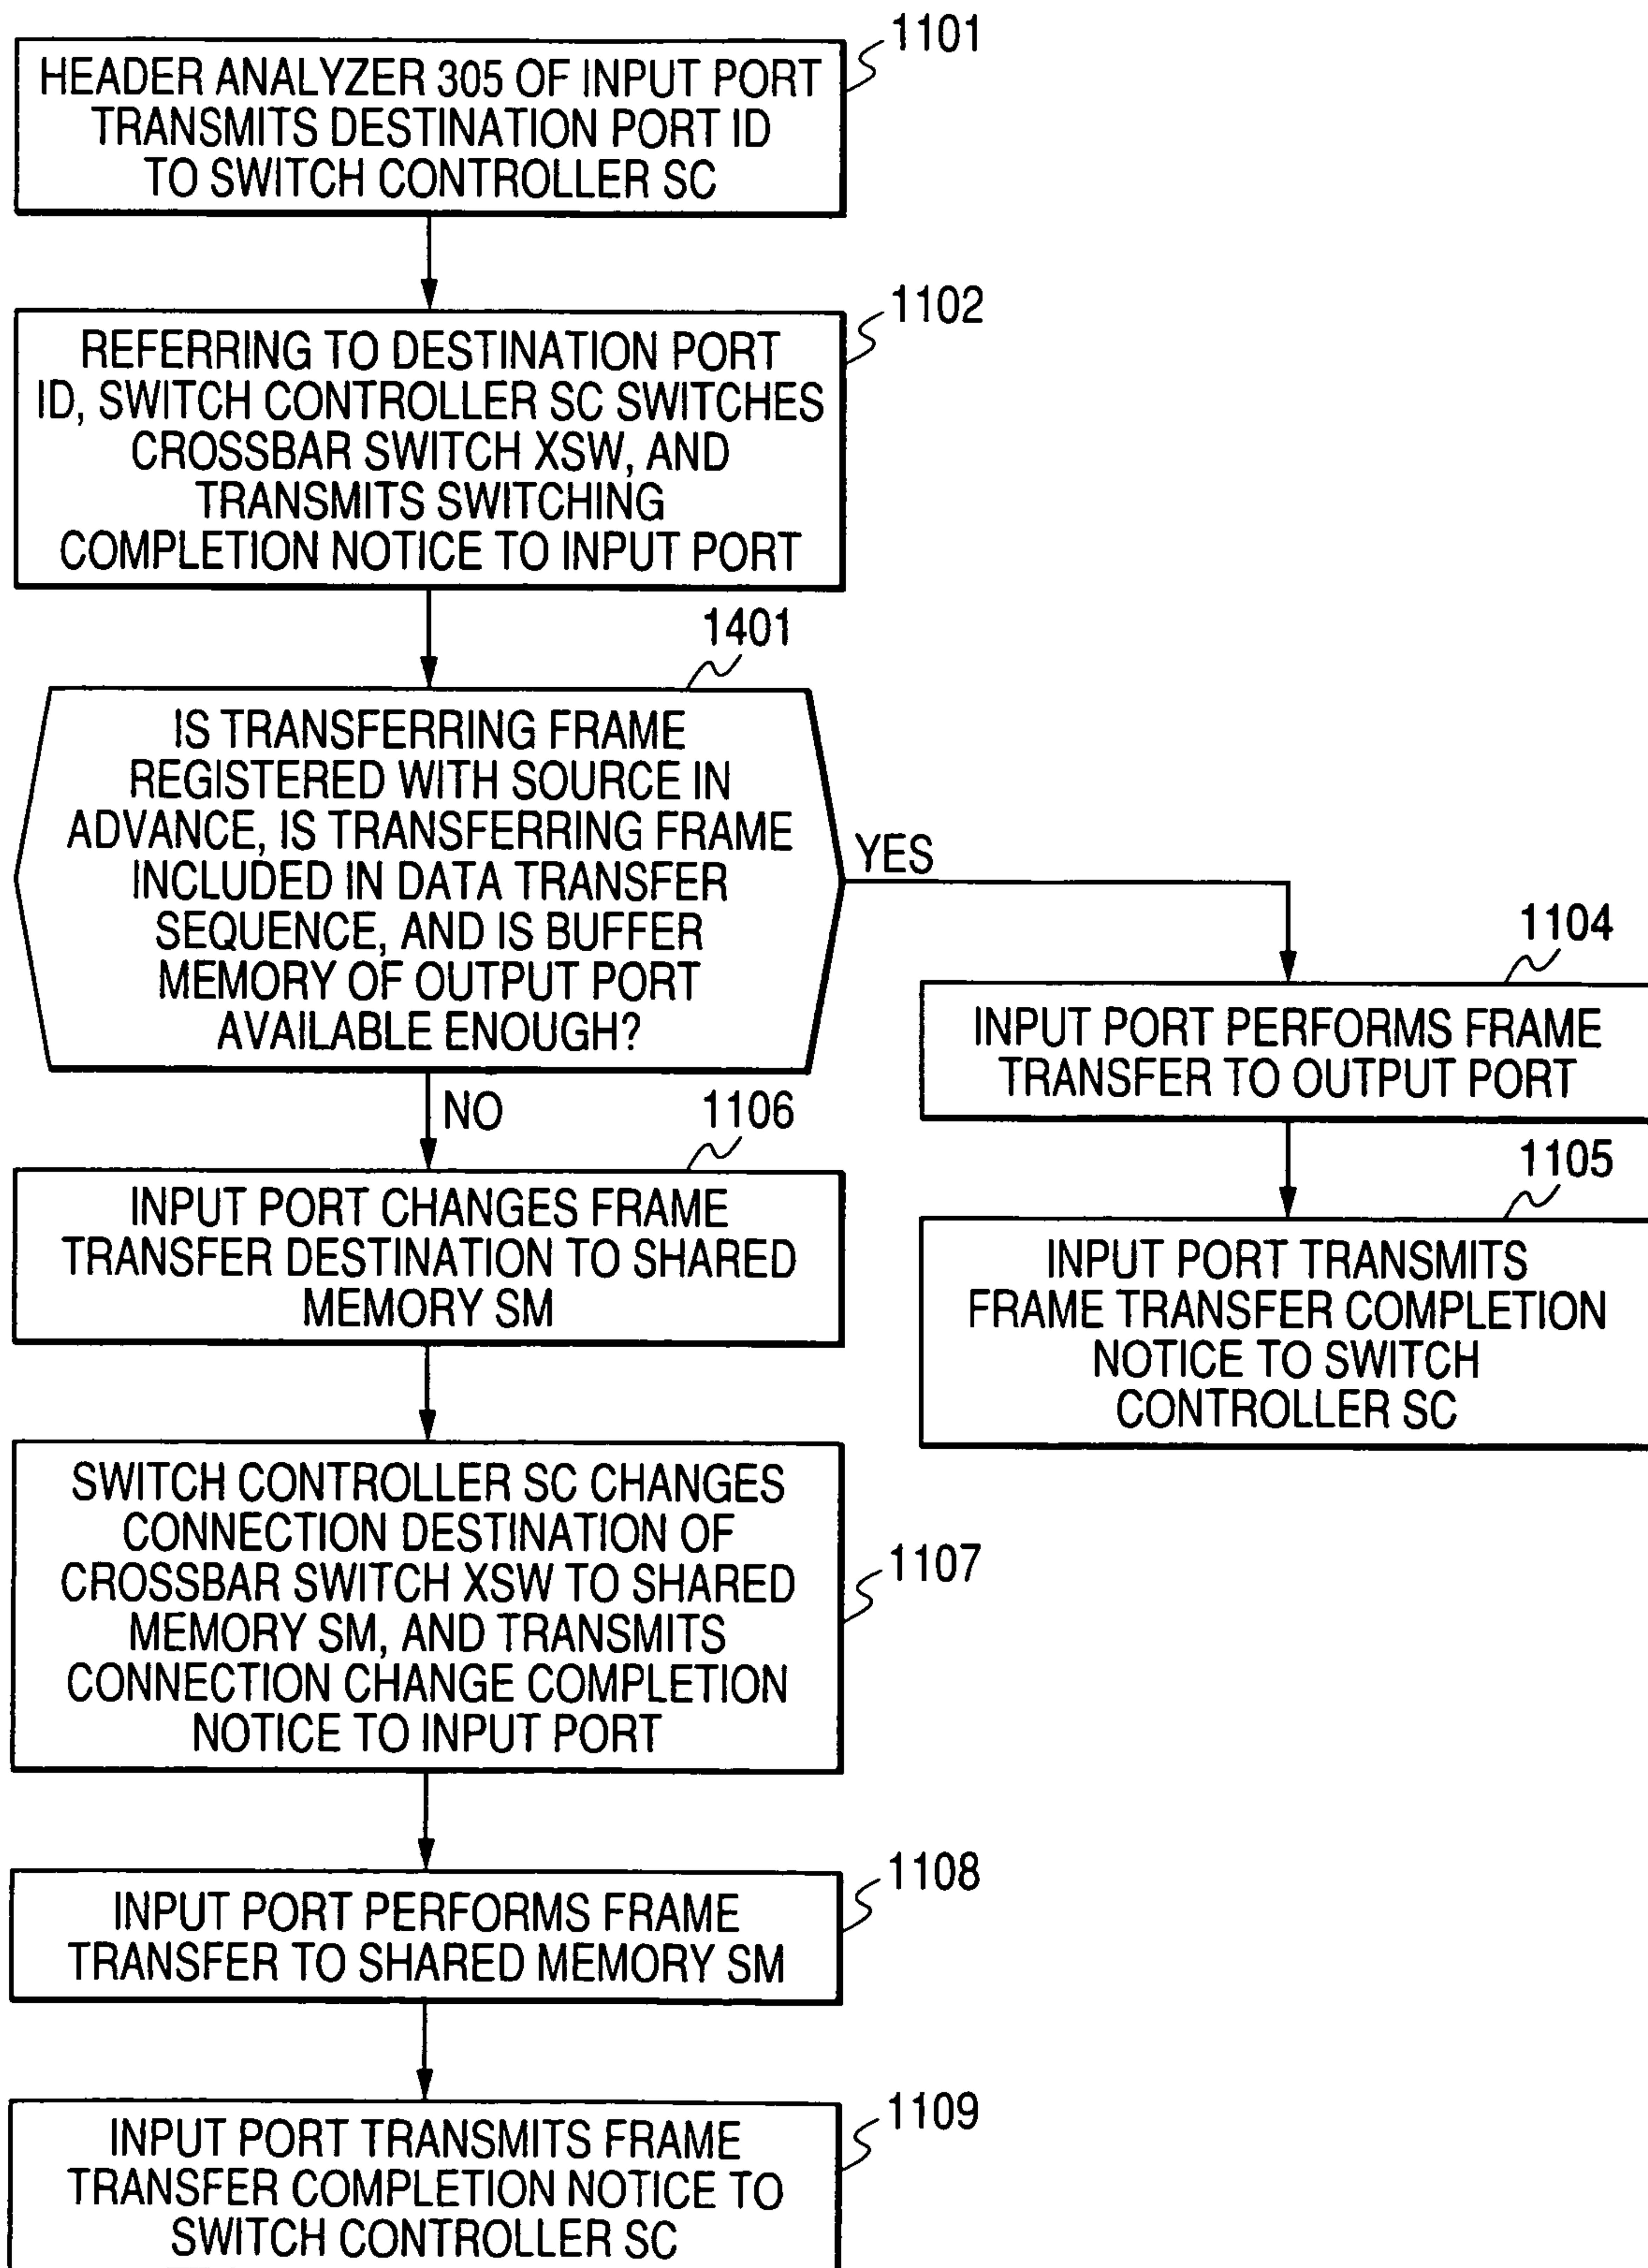 1101
HEADER ANALYZER 305 OF INPUT PORT
TRANSMITS DESTINATION PORT ID
TO SWITCH CONTROLLER SC
1102
REFERRING TO DESTINATION PORT
ID, SWITCH CONTROLLER SC SWITCHES
CROSSBAR SWITCH XSW, AND
TRANSMITS SWITCHING
COMPLETION NOTICE TO INPUT PORT
1401
IS TRANSFERRING FRAME
REGISTERED WITH SOURCE IN
ADVANCE, IS TRANSFERRING FRAME
INCLUDED IN DATA TRANSFER
SEQUENCE, AND IS BUFFER
MEMORY OF OUTPUT PORT
AVAILABLE ENOUGH?
YES
1104
INPUT PORT PERFORMS FRAME
TRANSFER TO OUTPUT PORT
1105
INPUT PORT TRANSMITS
FRAME TRANSFER COMPLETION
NOTICE TO SWITCH
CONTROLLER SC
NO
1106
INPUT PORT CHANGES FRAME
TRANSFER DESTINATION TO SHARED
MEMORY SM
1107
SWITCH CONTROLLER SC CHANGES
CONNECTION DESTINATION OF
CROSSBAR SWITCH XSW TO SHARED
MEMORY SM, AND TRANSMITS
CONNECTION CHANGE COMPLETION
NOTICE TO INPUT PORT
1108
INPUT PORT PERFORMS FRAME
TRANSFER TO SHARED MEMORY SM
1109
INPUT PORT TRANSMITS FRAME
TRANSFER COMPLETION NOTICE TO
SWITCH CONTROLLER SC